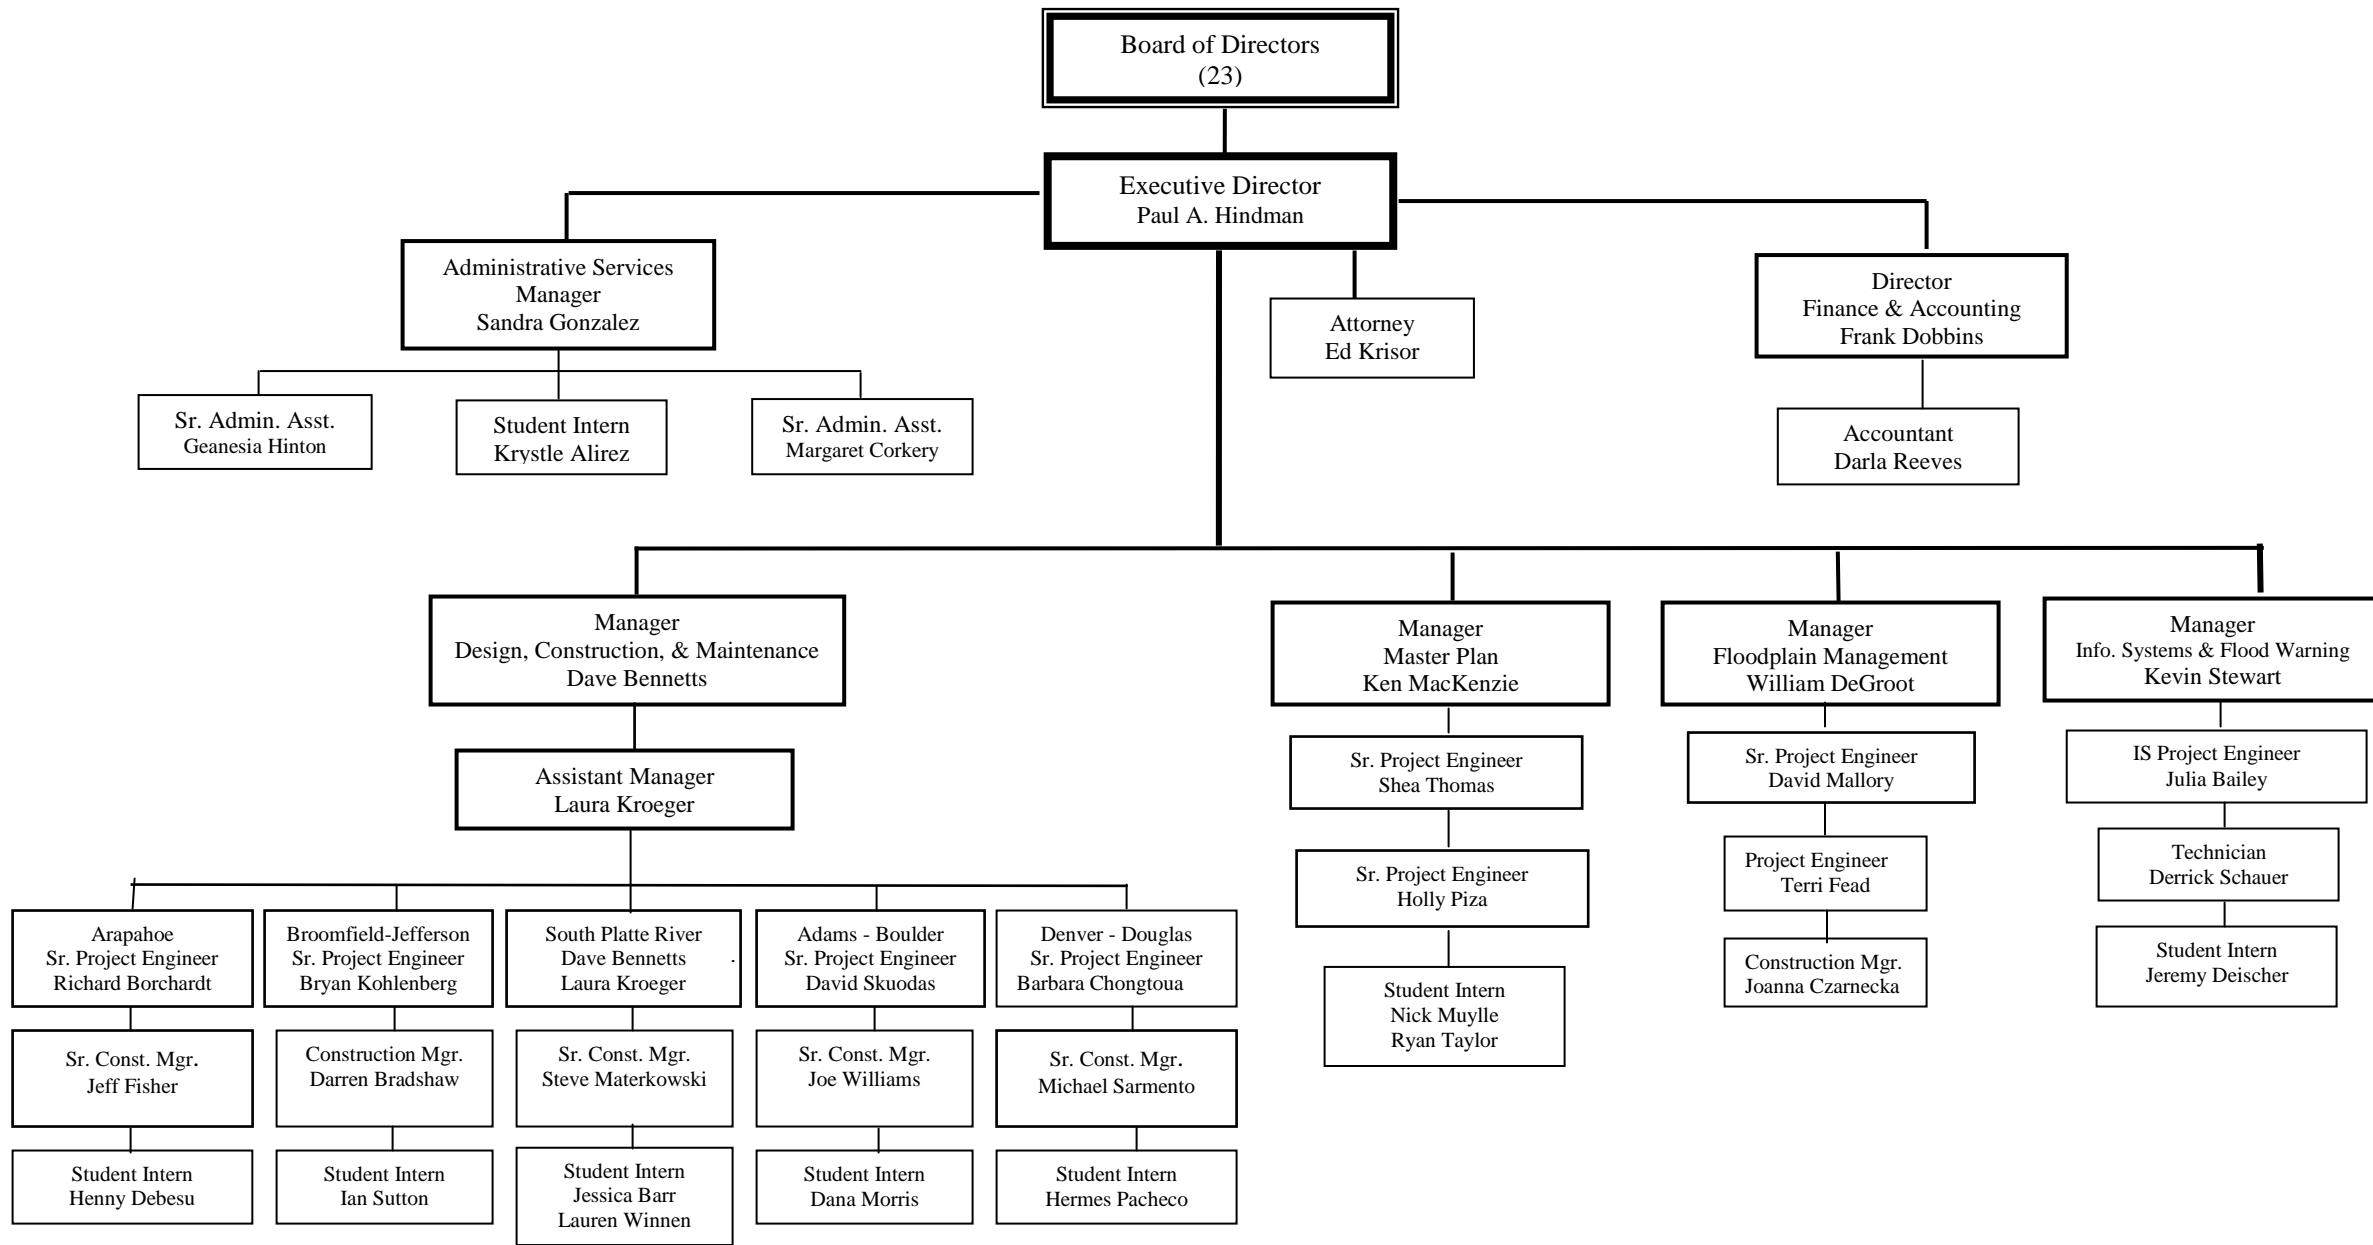 Board of Directors
(23)
Executive Director
Paul A. Hindman
Administrative Services
Manager
Sandra Gonzalez
Attorney
Ed Krisor
Director
Finance & Accounting
Frank Dobbins
Sr. Admin. Asst.
Geanesia Hinton
Student Intern
Krystle Alirez
Sr. Admin. Asst.
Margaret Corkery
Accountant
Darla Reeves
Manager
Design, Construction, & Maintenance
Dave Bennetts
Assistant Manager
Laura Kroeger
Arapahoe
Sr. Project Engineer
Richard Borchardt
Sr. Const. Mgr.
Jeff Fisher
Student Intern
Henny Debesu
Broomfield-Jefferson
Sr. Project Engineer
Bryan Kohlenberg
Construction Mgr.
Darren Bradshaw
Student Intern
Ian Sutton
South Platte River
Dave Bennetts .
Laura Kroeger
Sr. Const. Mgr.
Steve Materkowski
Student Intern
Jessica Barr
Lauren Winnen
Adams - Boulder
Sr. Project Engineer
David Skuodas
Sr. Const. Mgr.
Joe Williams
Student Intern
Dana Morris
Denver - Douglas
Sr. Project Engineer
Barbara Chongtoua
Sr. Const. Mgr.
Michael Sarmento
Student Intern
Hermes Pacheco
Manager
Master Plan
Ken MacKenzie
Sr. Project Engineer
Shea Thomas
Sr. Project Engineer
Holly Piza
Student Intern
Nick Muylle
Ryan Taylor
Manager
Floodplain Management
William DeGroot
Sr. Project Engineer
David Mallory
Project Engineer
Terri Fead
Construction Mgr.
Joanna Czarnecka
Manager
Info. Systems & Flood Warning
Kevin Stewart
IS Project Engineer
Julia Bailey
Technician
Derrick Schauer
Student Intern
Jeremy Deischer